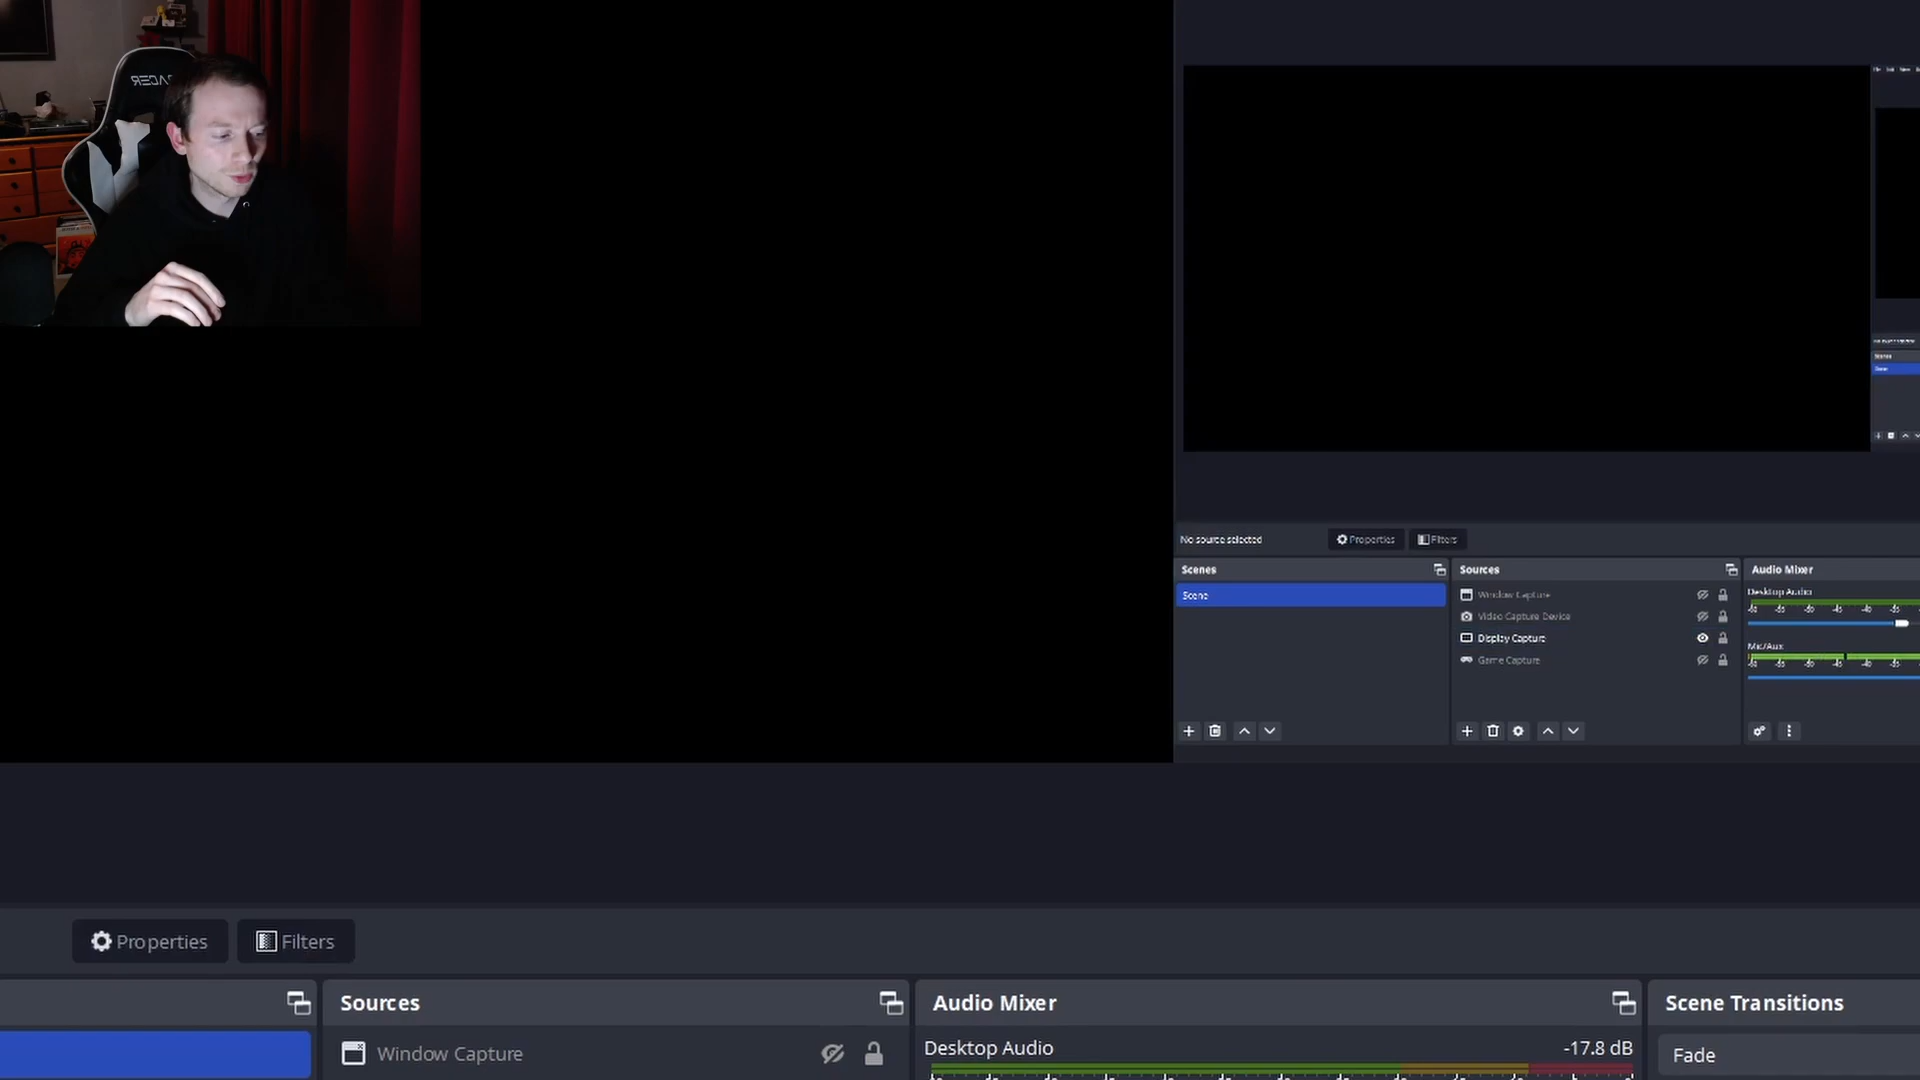 No source selected
Properties
Filters
Scenes
Sources
Audio Mixer
Scene
Window Capture
Desktop Audio
Video Capture Device
Display Capture
Mic/Aux
Game Capture
Properties
Filters
Sources
Audio Mixer
Scene Transitions
Window Capture
Desktop Audio
-17.8 dB
Fade